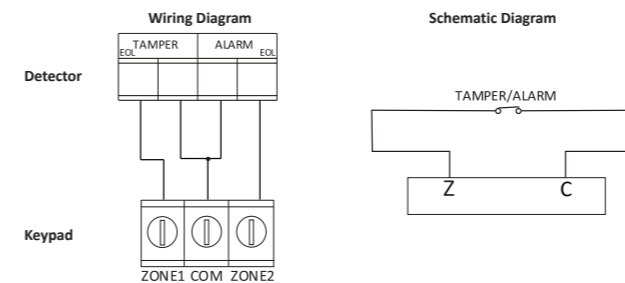 Wiring Diagram
Schematic Diagram
TAMPER ALARM
EOL EOL
Detector
TAMPER/ALARM
Z C
Keypad
ZONE1 COM ZONE2